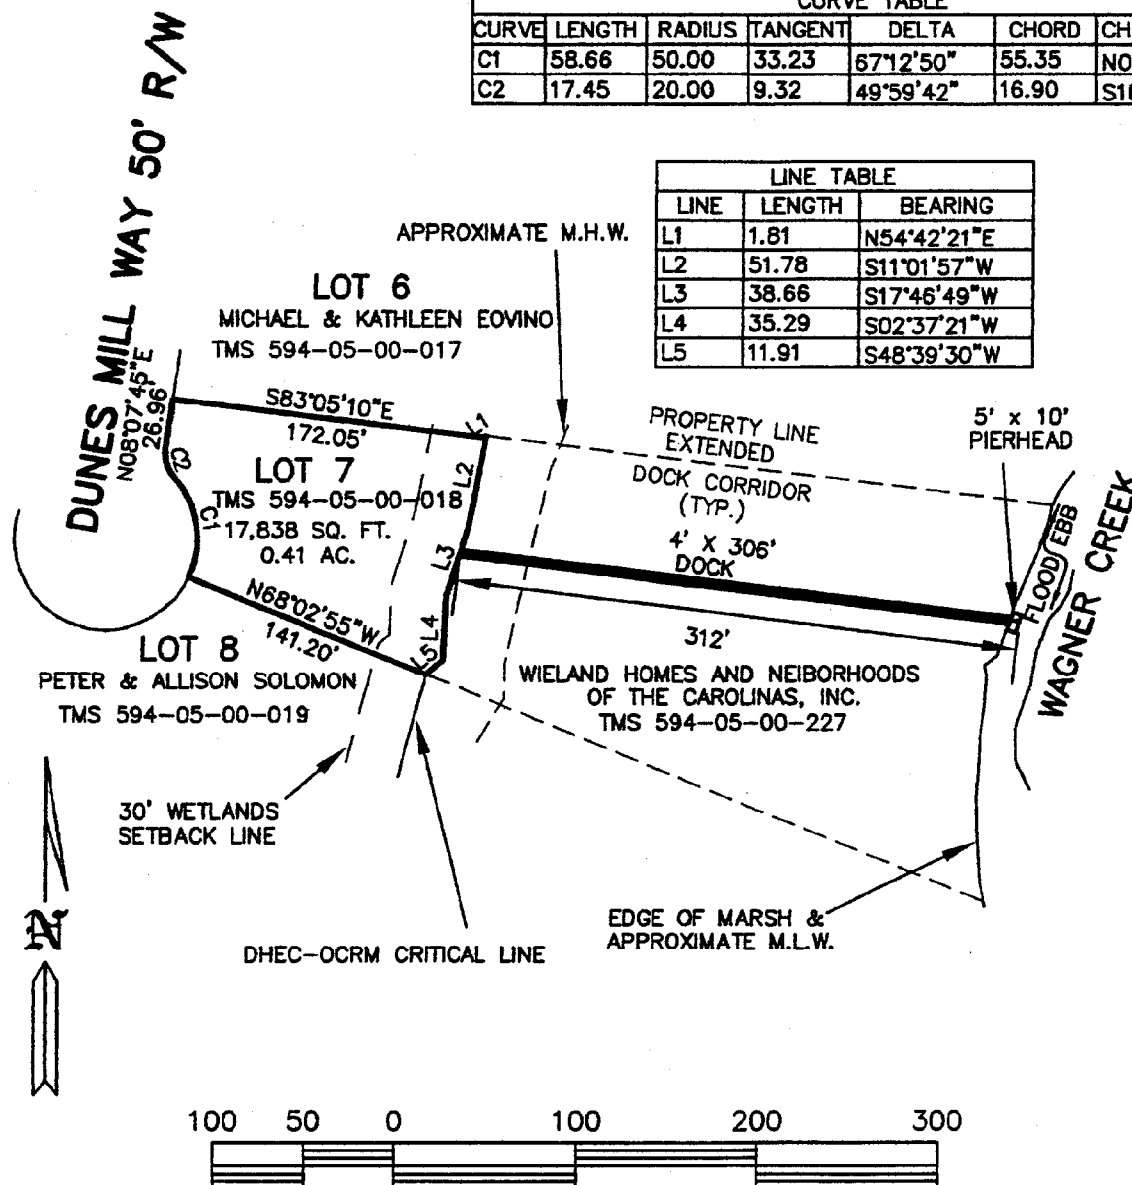 CURVE TABLE
CURVE LENGTH RADIUS TANGENT DELTA CHORD
C1 58.66 50.00 33.23 67°12'50" 55.35
C2 17.45 20.00 9.32 49°59'42" 16.90
LINE TABLE
LINE LENGTH BEARING
L1 1.81 N54°42'21"E
L2 51.78 S11°01'57"W
L3 38.66 S17°46'49"W
L4 35.29 S02°37'21"W
L5 11.91 S48°39'30"W
DUNES MILL WAY 50' R/W
N08°07'45"E
26.96'
APPROXIMATE M.H.W.
LOT 6
MICHAEL & KATHLEEN EOVINO
TMS 594-05-00-017
S83°05'10"E
172.05'
L1
C2
C1
LOT 7
TMS 594-05-00-018
17,838 SQ. FT.
0.41 AC.
L2
L3
L4
L5
N68°02'55"W
141.20'
PROPERTY LINE
EXTENDED
DOCK CORRIDOR
(TYP.)
4' X 306'
DOCK
312'
5' x 10'
PIERHEAD
FLOOD
EBB
WAGNER CREEK
LOT 8
PETER & ALLISON SOLOMON
TMS 594-05-00-019
WIELAND HOMES AND NEIBORHOODS
OF THE CAROLINAS, INC.
TMS 594-05-00-227
30' WETLANDS
SETBACK LINE
DHEC-OCRM CRITICAL LINE
EDGE OF MARSH &
APPROXIMATE M.L.W.
100 50 0 100 200 300